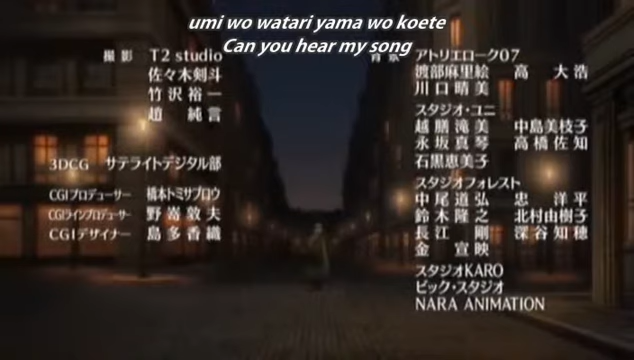 umi wo watari yama wo koete
Can you hear my song
撮影 T2 studio
佐々木剣斗
竹沢裕一
趙 純言
3DCG サテライトデジタル部
CGIプロデューサー 橋本トミサブロウ
CGIラインプロデューサー 野嵜敦夫
CGIデザイナー 島多香織
背景 アトリエローク07
渡部麻里絵 高 大浩
川口晴美
スタジオ・ユニ
越膳滝美 中島美枝子
永坂真琴 高橋佐知
石黒恵美子
スタジオフォレスト
中尾道弘 忠 洋平
鈴木隆之 北村由樹子
長江 剛 深谷知穂
金 宣映
スタジオKARO
ビック・スタジオ
NARA ANIMATION